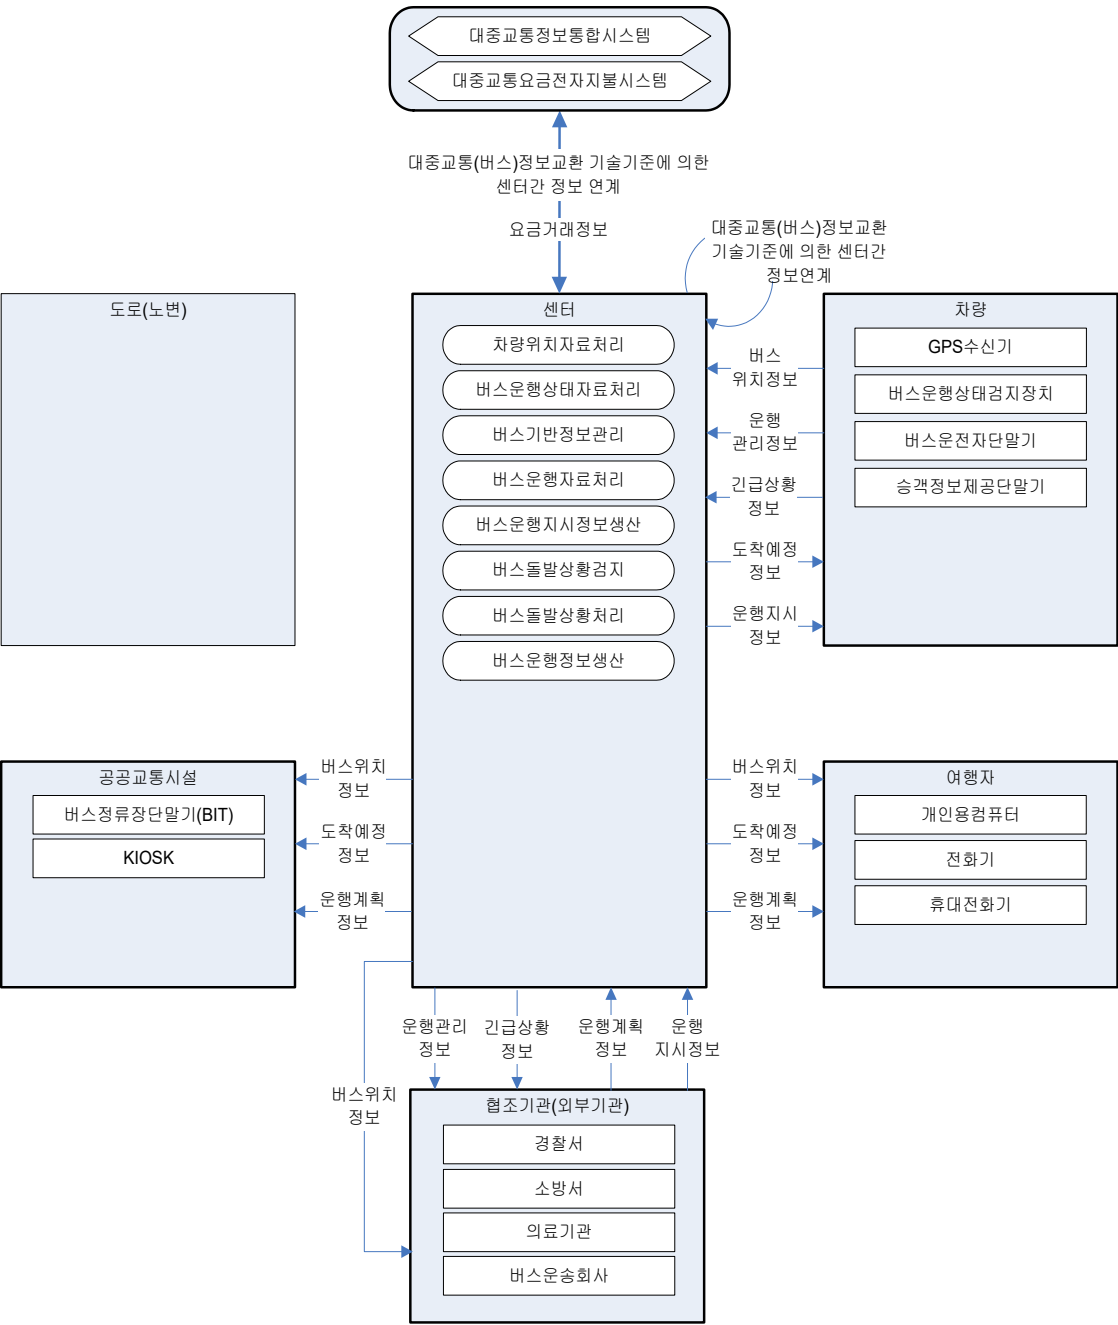 대중교통정보통합시스템
대중교통요금전자지불시스템
대중교통(버스)정보교환 기술기준에 의한
센터간 정보 연계
요금거래정보
대중교통(버스)정보교환
기술기준에 의한 센터간
정보연계
도로(노변)
센터
차량위치자료처리
버스운행상태자료처리
버스기반정보관리
버스운행자료처리
버스운행지시정보생산
버스돌발상황검지
버스돌발상황처리
버스운행정보생산
버스
위치정보
운행
관리정보
긴급상황
정보
도착예정
정보
운행지시
정보
차량
GPS수신기
버스운행상태검지장치
버스운전자단말기
승객정보제공단말기
공공교통시설
버스정류장단말기(BIT)
KIOSK
버스위치
정보
도착예정
정보
운행계획
정보
버스위치
정보
도착예정
정보
운행계획
정보
여행자
개인용컴퓨터
전화기
휴대전화기
운행관리
정보
긴급상황
정보
운행계획
정보
운행
지시정보
버스위치
정보
협조기관(외부기관)
경찰서
소방서
의료기관
버스운송회사